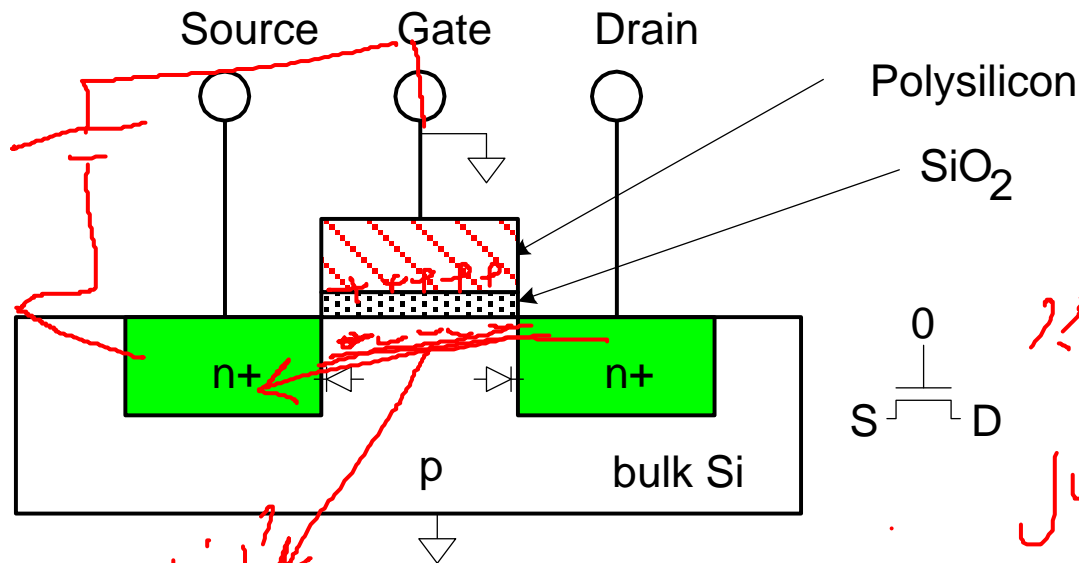 Source Gate Drain
Polysilicon
SiO2
0
n+ n+
S D
p bulk Si